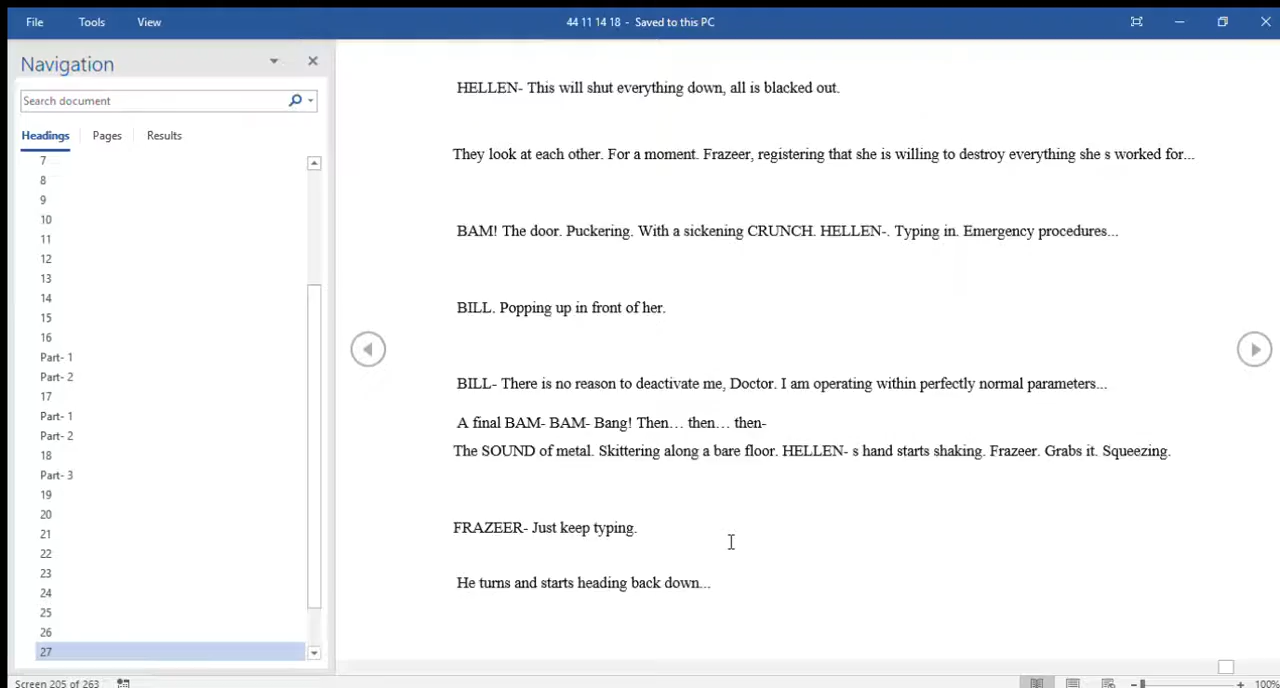 File Tools View 44 11 14 18 - Saved to this PC
Navigation
Search document
Headings Pages Results
7
8
9
10
11
12
13
14
15
16
Part- 1
Part- 2
17
Part- 1
Part- 2
18
Part- 3
19
20
21
22
23
24
25
26
27
HELLEN- This will shut everything down, all is blacked out.
They look at each other. For a moment. Frazeer, registering that she is willing to destroy everything she s worked for...
BAM! The door. Puckering. With a sickening CRUNCH. HELLEN-. Typing in. Emergency procedures...
BILL. Popping up in front of her.
BILL- There is no reason to deactivate me, Doctor. I am operating within perfectly normal parameters...
A final BAM- BAM- Bang! Then… then… then-
The SOUND of metal. Skittering along a bare floor. HELLEN- s hand starts shaking. Frazeer. Grabs it. Squeezing.
FRAZEER- Just keep typing.
He turns and starts heading back down...
Screen 205 of 263
100%